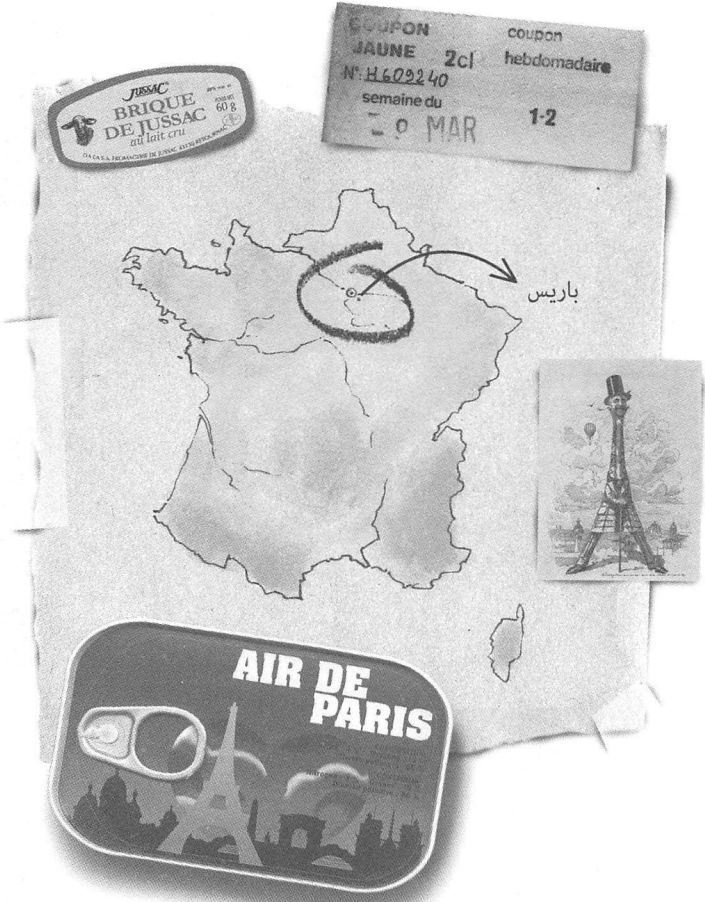 JUSSAC
BRIQUE
DE JUSSAC
au lait cru
60 g
COUPON
JAUNE 2cl
N°: H609240
semaine du
9 MAR
coupon
hebdomadaire
1-2
باريس
AIR DE
PARIS